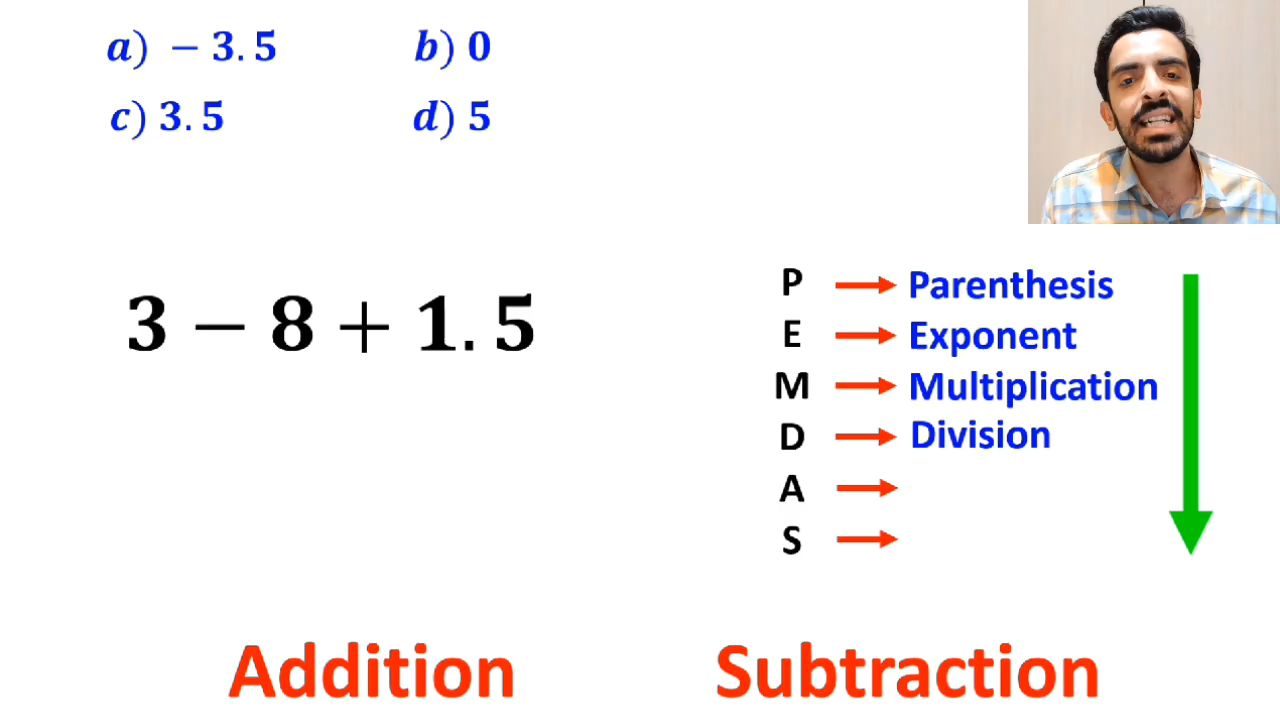 a) − 3.5 b) 0
c) 3.5 d) 5
3 − 8 + 1.5
P → Parenthesis
E → Exponent
M → Multiplication
D → Division
A →
S →
Addition Subtraction